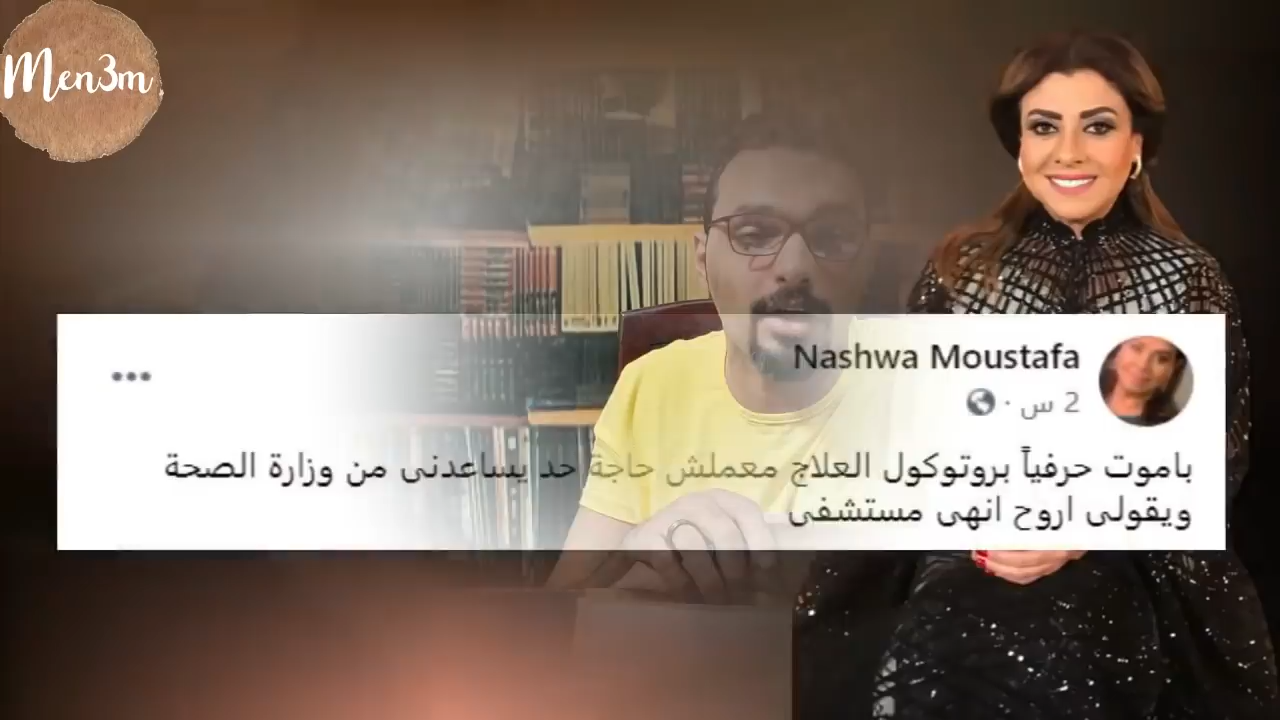 Men3m
Nashwa Moustafa
2 س ·
باموت حرفياً بروتوكول العلاج معملش حاجة حد يساعدنى من وزارة الصحة
ويقولى اروح انهى مستشفى